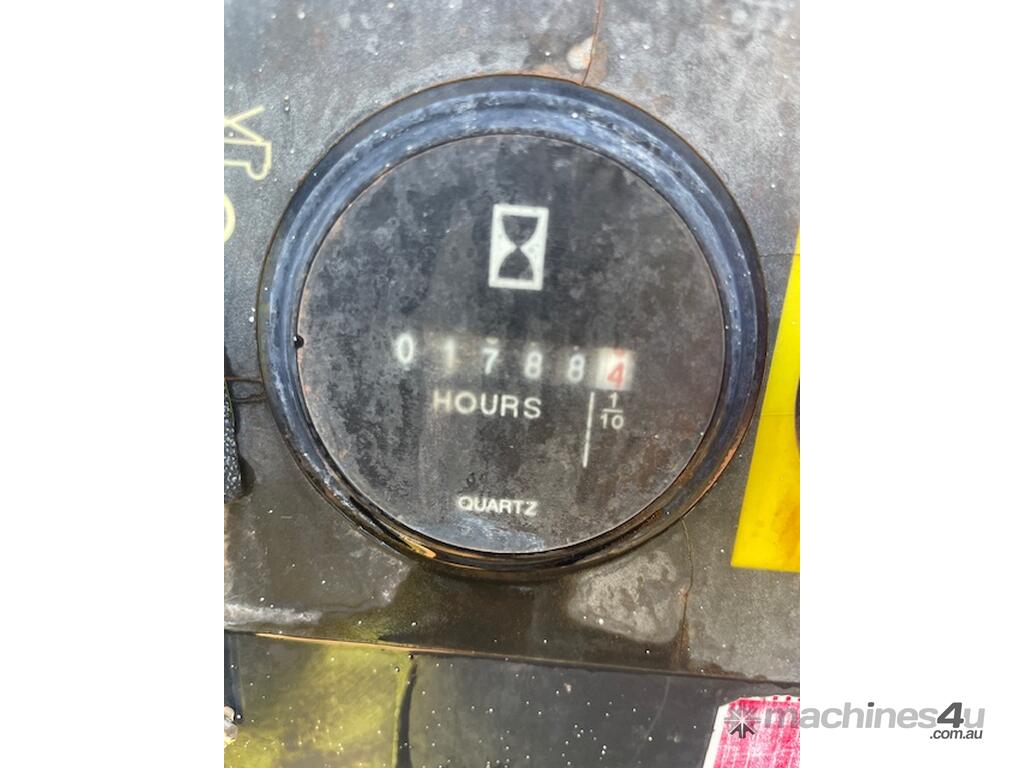 017884
HOURS
1/10
QUARTZ
machines4u
.com.au